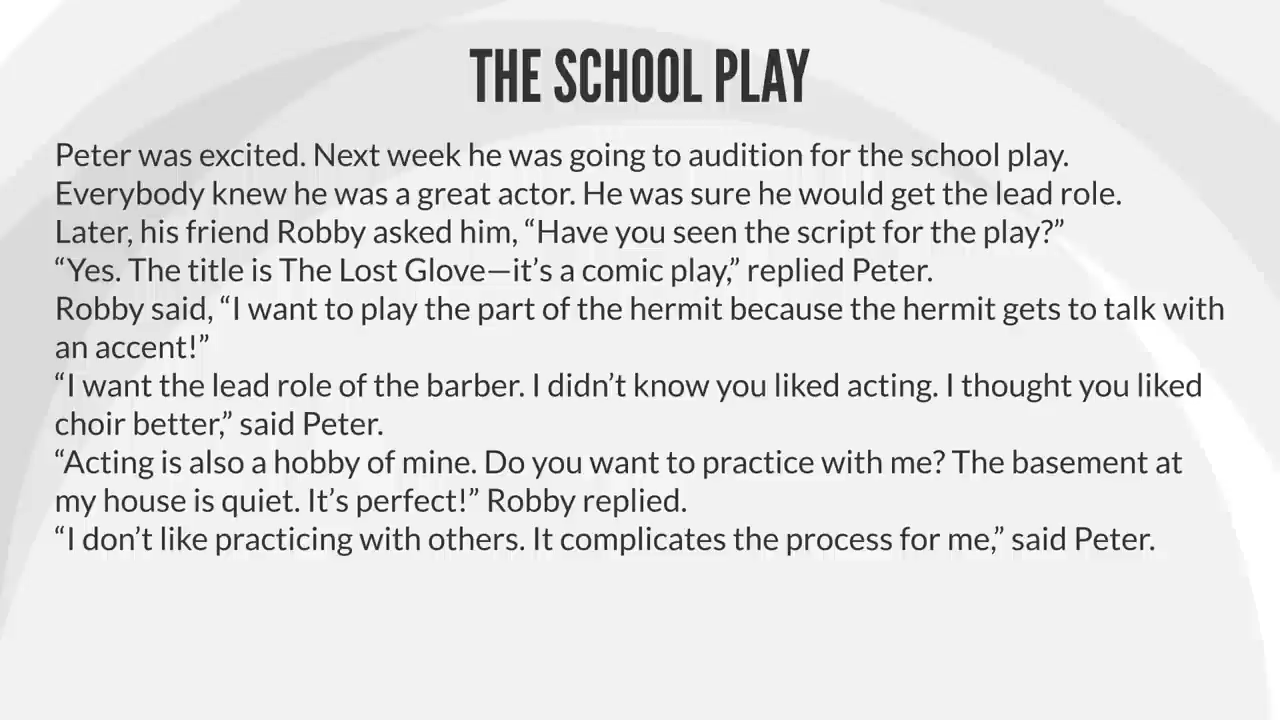 THE SCHOOL PLAY
Peter was excited. Next week he was going to audition for the school play.
Everybody knew he was a great actor. He was sure he would get the lead role.
Later, his friend Robby asked him, “Have you seen the script for the play?”
“Yes. The title is The Lost Glove—it’s a comic play,” replied Peter.
Robby said, “I want to play the part of the hermit because the hermit gets to talk with
an accent!”
“I want the lead role of the barber. I didn’t know you liked acting. I thought you liked
choir better,” said Peter.
“Acting is also a hobby of mine. Do you want to practice with me? The basement at
my house is quiet. It’s perfect!” Robby replied.
“I don’t like practicing with others. It complicates the process for me,” said Peter.